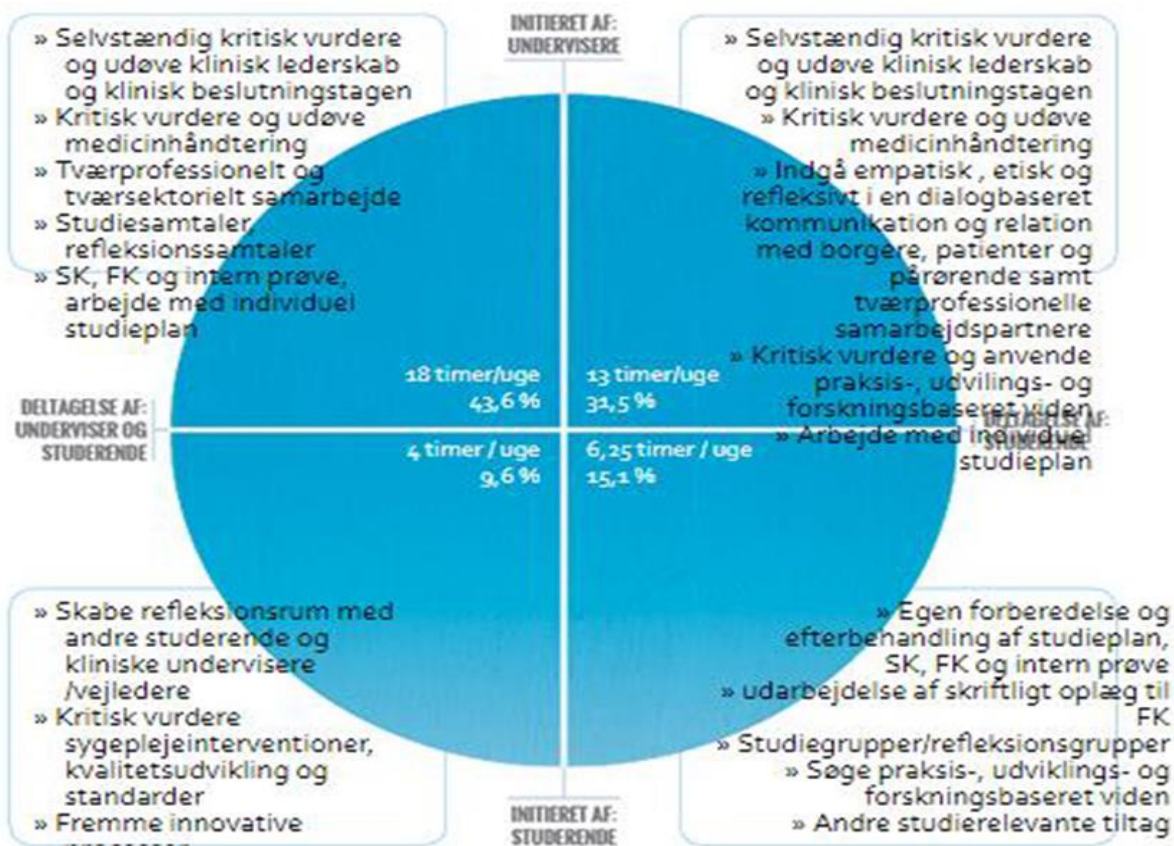 INITIERET AF:
UNDERVISERE
» Selvstændig kritisk vurdere
og udøve klinisk lederskab
og klinisk beslutningstagen
» Kritisk vurdere og udøve
medicinhåndtering
» Tværprofessionelt og
tværsektorielt samarbejde
» Studiesamtaler,
refleksionssamtaler
» SK, FK og intern prøve,
arbejde med individuel
studieplan
» Selvstændig kritisk vurdere
og udøve klinisk lederskab
og klinisk beslutningstagen
» Kritisk vurdere og udøve
medicinhåndtering
» Indgå empatisk , etisk og
refleksivt i en dialogbaseret
kommunikation og relation
med borgere, patienter og
pårørende samt
tværprofessionelle
samarbejdspartnere
» Kritisk vurdere og anvende
praksis-, udvilings- og
forskningsbaseret viden
» Arbejde med individuel
studieplan
18 timer/uge
43,6 %
13 timer/uge
31,5 %
DELTAGELSE AF:
UNDERVISER OG
STUDERENDE
DELTAGELSE AF:
STUDERENDE
4 timer / uge
9,6 %
6,25 timer / uge
15,1 %
» Skabe refleksionsrum med
andre studerende og
kliniske undervisere
/vejledere
» Kritisk vurdere
sygeplejeinterventioner,
kvalitetsudvikling og
standarder
» Fremme innovative
» Egen forberedelse og
efterbehandling af studieplan,
SK, FK og intern prøve
» udarbejdelse af skriftligt oplæg til
FK
» Studiegrupper/refleksionsgrupper
» Søge praksis-, udviklings- og
forskningsbaseret viden
» Andre studierelevante tiltag
INITIERET AF:
STUDERENDE